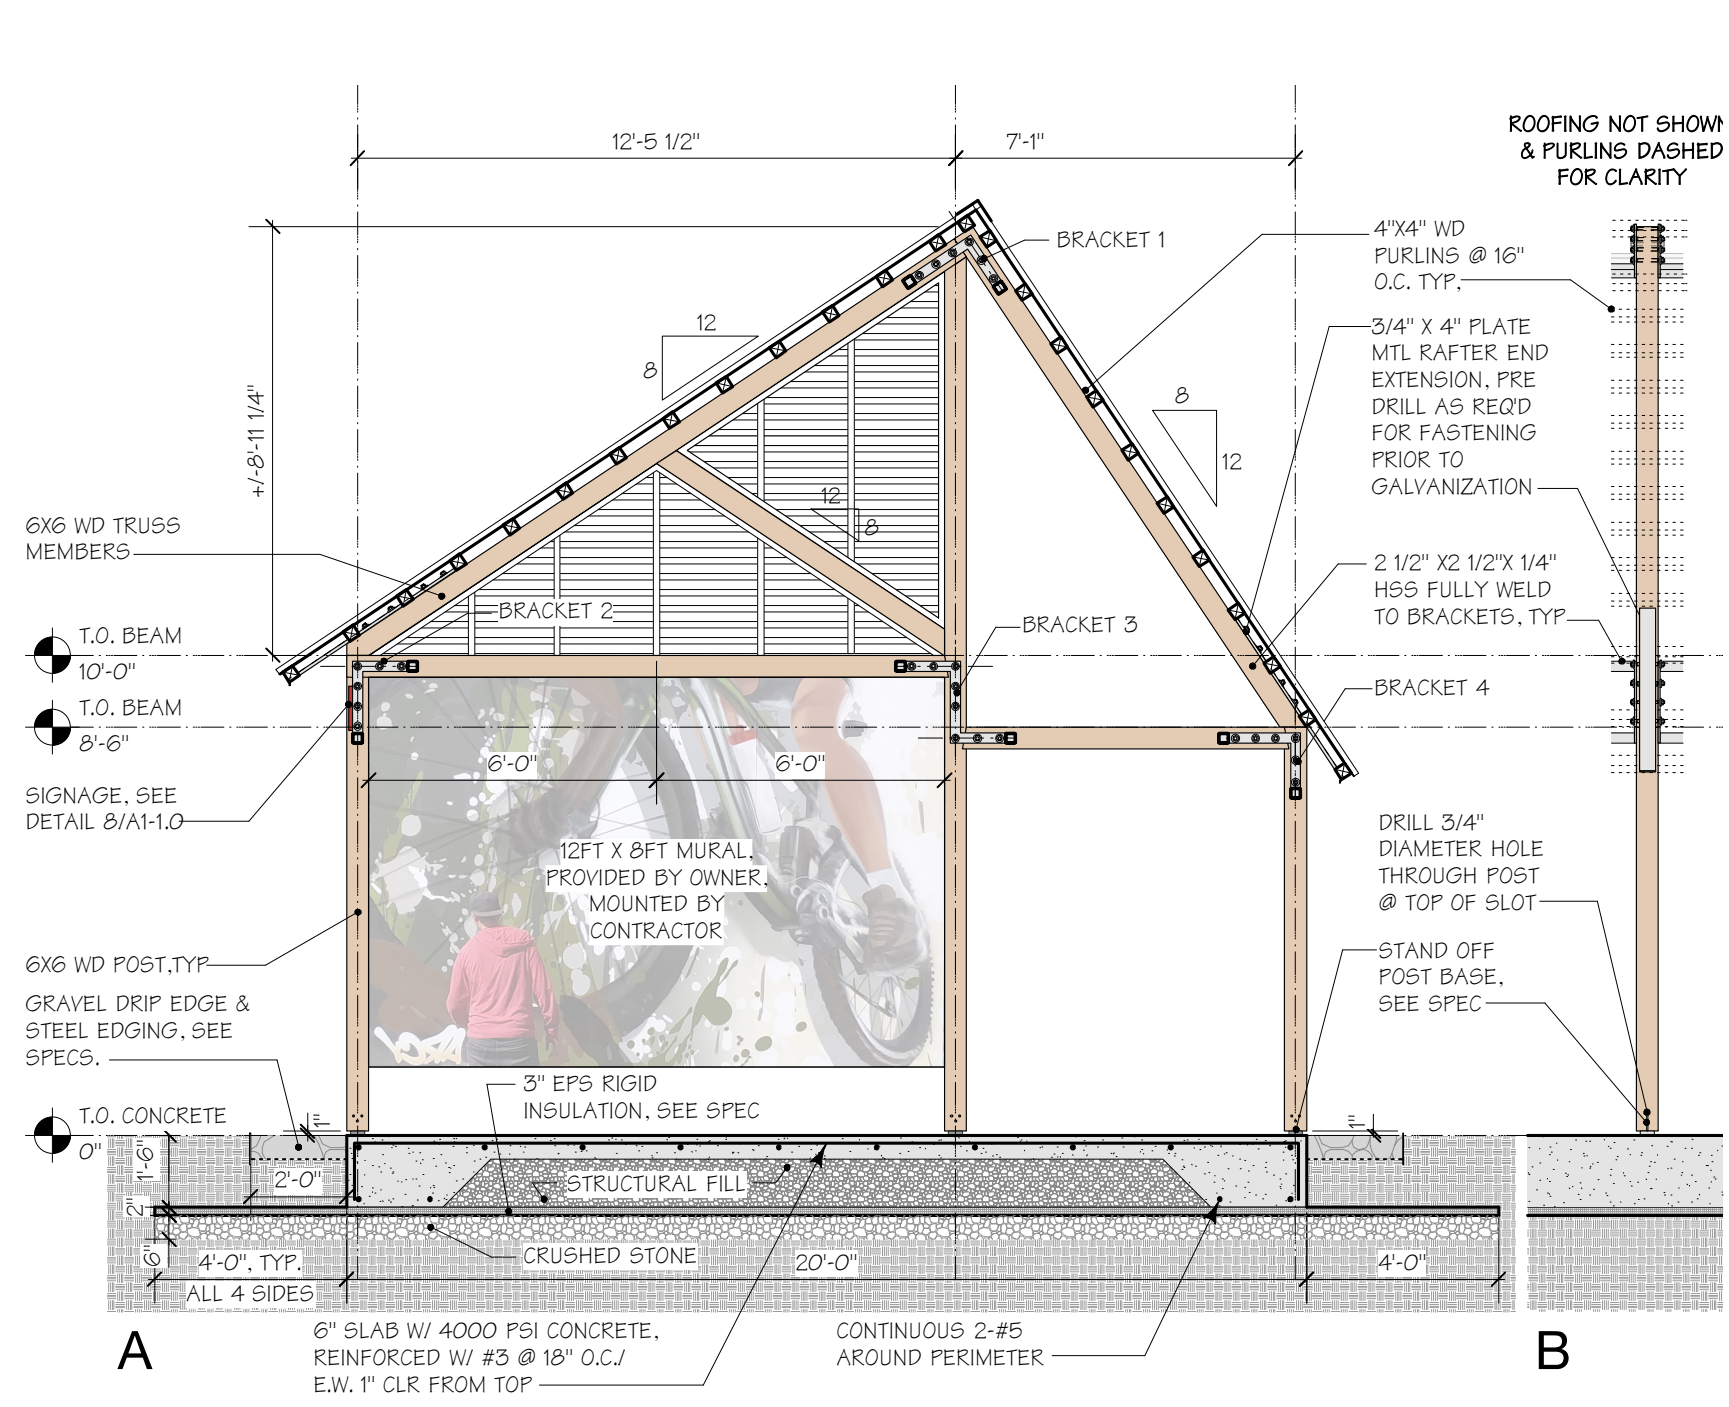 12'-5 1/2"
7'-1"
ROOFING NOT SHOWN
& PURLINS DASHED
FOR CLARITY
BRACKET 1
4"X4" WD
PURLINS @ 16"
O.C. TYP,
12
8
3/4" X 4" PLATE
MTL RAFTER END
EXTENSION, PRE
DRILL AS REQ'D
FOR FASTENING
PRIOR TO
GALVANIZATION
8
12
+/-8'-11 1/4"
12
8
6X6 WD TRUSS
MEMBERS
2 1/2" X2 1/2"X 1/4"
HSS FULLY WELD
TO BRACKETS, TYP
BRACKET 2
BRACKET 3
T.O. BEAM
10'-0"
BRACKET 4
T.O. BEAM
8'-6"
6'-0"
6'-0"
SIGNAGE, SEE
DETAIL 8/A1-1.0
12FT X 8FT MURAL,
PROVIDED BY OWNER,
MOUNTED BY
CONTRACTOR
DRILL 3/4"
DIAMETER HOLE
THROUGH POST
@ TOP OF SLOT
6X6 WD POST,TYP
STAND OFF
POST BASE,
SEE SPEC
GRAVEL DRIP EDGE &
STEEL EDGING, SEE
SPECS.
3" EPS RIGID
INSULATION, SEE SPEC
T.O. CONCRETE
0"
1"
1"
1'-6"
2'-0"
STRUCTURAL FILL
2"
6"
4'-0", TYP.
ALL 4 SIDES
CRUSHED STONE
20'-0"
4'-0"
A
6" SLAB W/ 4000 PSI CONCRETE,
REINFORCED W/ #3 @ 18" O.C./
E.W. 1" CLR FROM TOP
CONTINUOUS 2-#5
AROUND PERIMETER
B